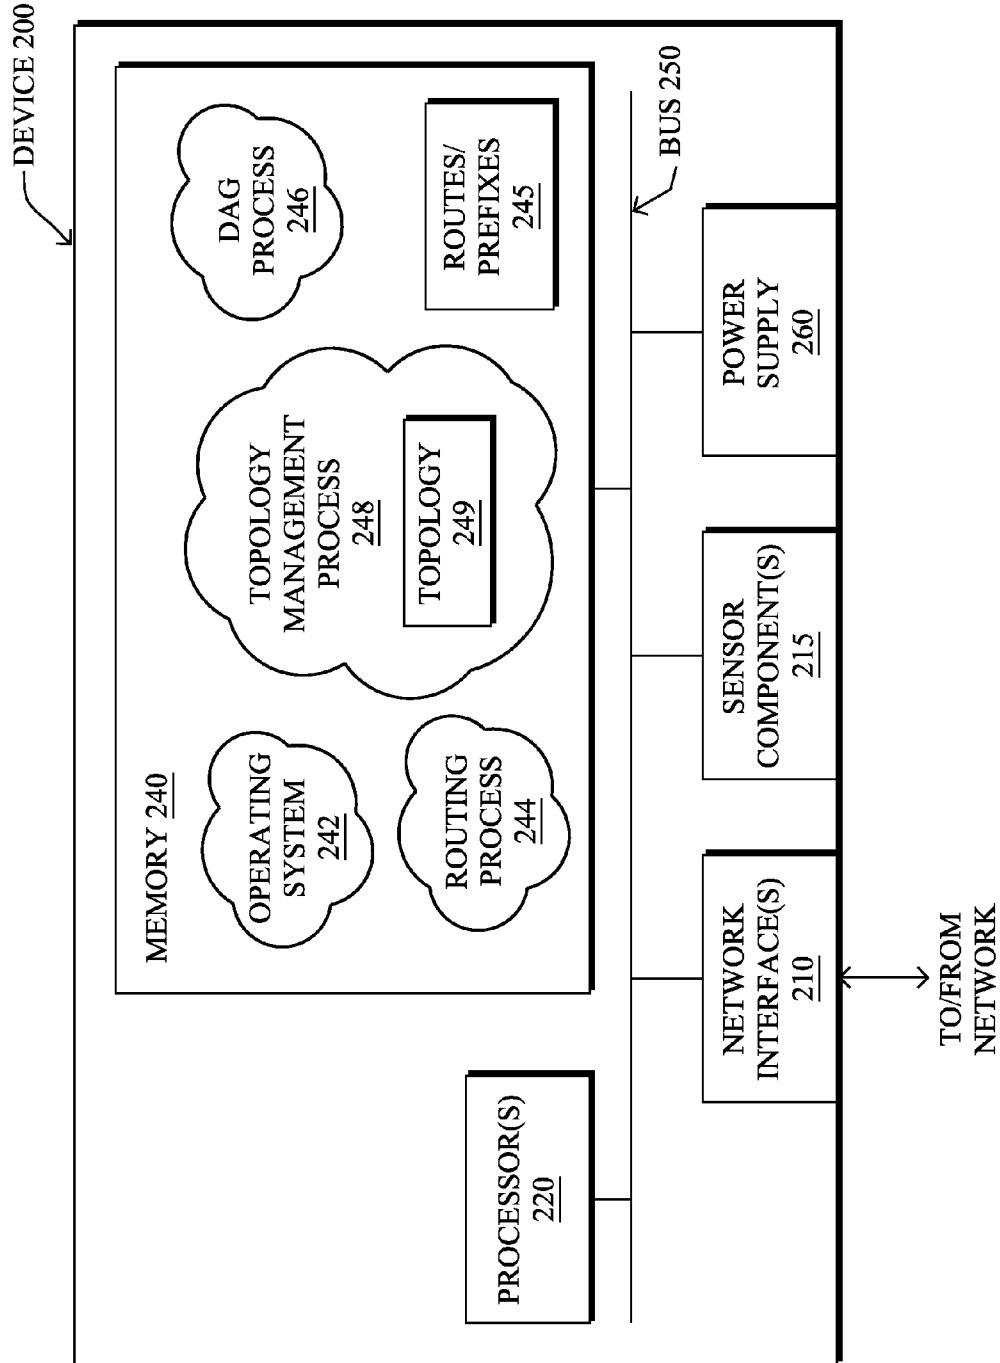 DEVICE 200
MEMORY 240
OPERATING
SYSTEM
242
ROUTING
PROCESS
244
TOPOLOGY
MANAGEMENT
PROCESS
248
TOPOLOGY
249
DAG
PROCESS
246
ROUTES/
PREFIXES
245
PROCESSOR(S)
220
BUS 250
NETWORK
INTERFACE(S)
210
SENSOR
COMPONENT(S)
215
POWER
SUPPLY
260
TO/FROM
NETWORK